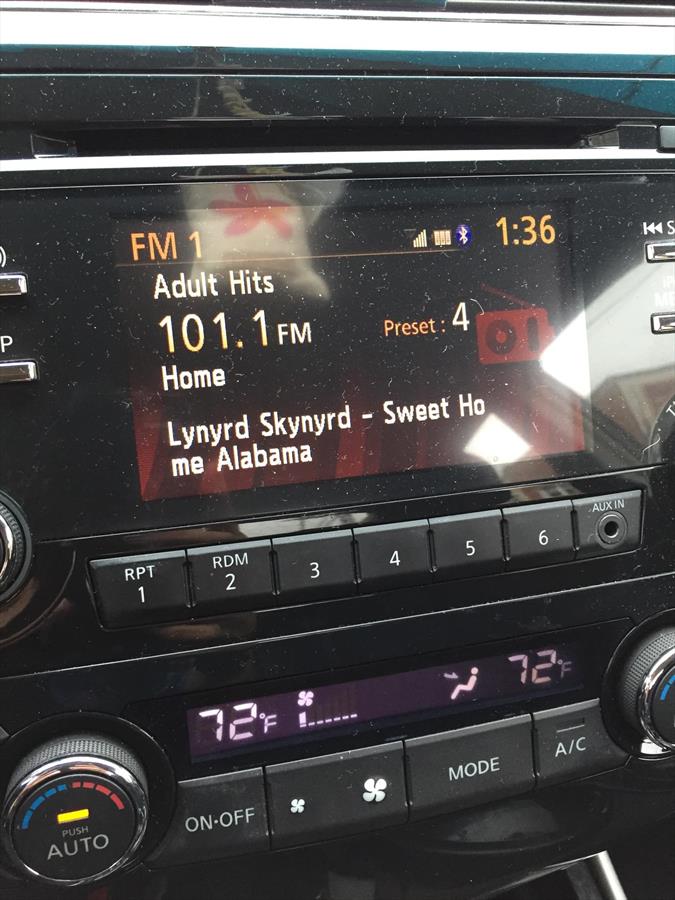 FM 1
1:36
Adult Hits
101.1 FM
Preset : 4
Home
Lynyrd Skynyrd - Sweet Ho
me Alabama
AUX IN
RPT
1
RDM
2
3
4
5
6
72°F
72°F
PUSH
AUTO
ON·OFF
MODE
A/C